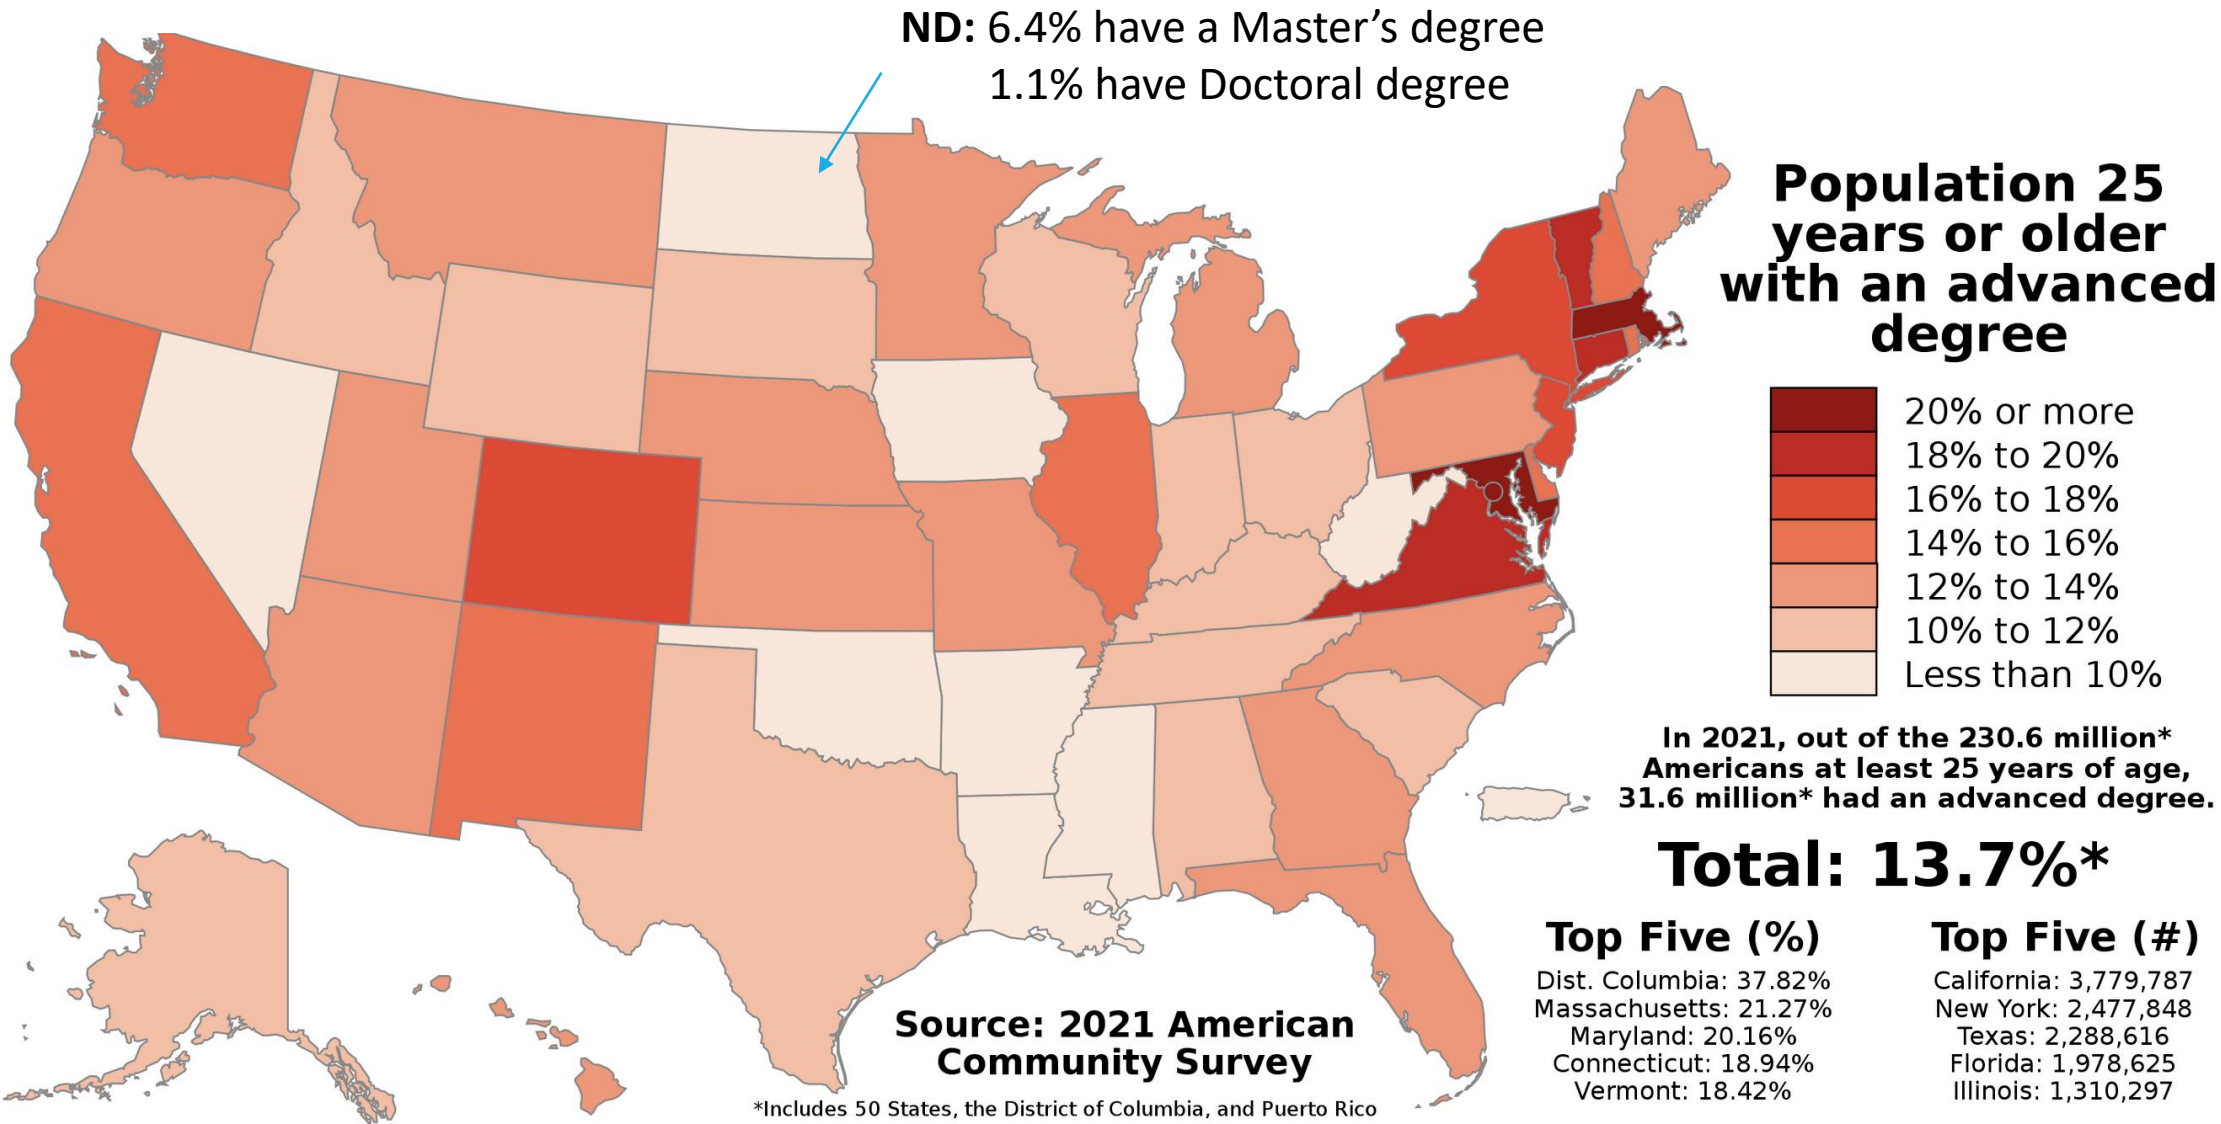 ND: 6.4% have a Master’s degree
1.1% have Doctoral degree
Population 25
years or older
with an advanced
degree
20% or more
18% to 20%
16% to 18%
14% to 16%
12% to 14%
10% to 12%
Less than 10%
In 2021, out of the 230.6 million*
Americans at least 25 years of age,
31.6 million* had an advanced degree.
Total: 13.7%*
Top Five (%)
Dist. Columbia: 37.82%
Massachusetts: 21.27%
Maryland: 20.16%
Connecticut: 18.94%
Vermont: 18.42%
Top Five (#)
California: 3,779,787
New York: 2,477,848
Texas: 2,288,616
Florida: 1,978,625
Illinois: 1,310,297
Source: 2021 American
Community Survey
*Includes 50 States, the District of Columbia, and Puerto Rico